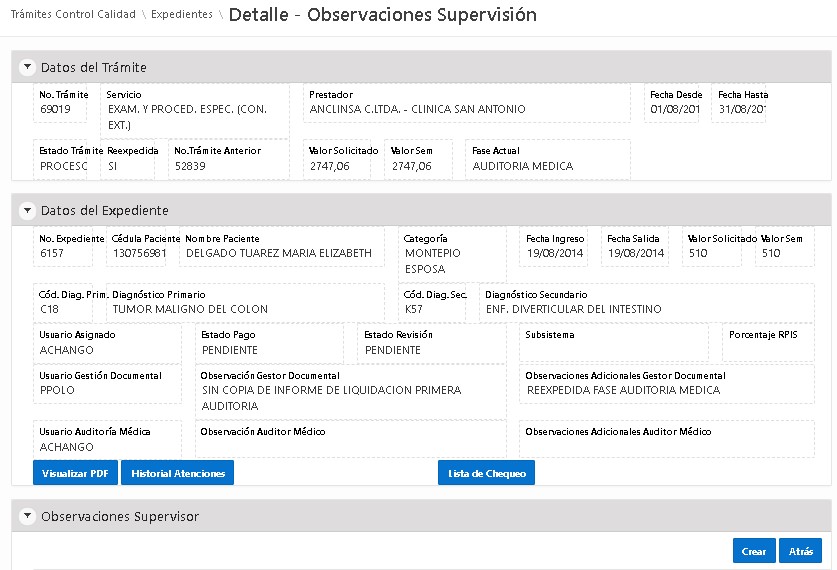 Trámites Control Calidad \ Expedientes \ Detalle - Observaciones Supervisión
Datos del Trámite
No. Trámite Servicio Prestador Fecha Desde Fecha Hasta
69019 EXAM. Y PROCED. ESPEC. (CON. ANCLINSA C.LTDA. - CLINICA SAN ANTONIO 01/08/201 31/08/201
EXT.)
Estado Trámite Reexpedida No.Trámite Anterior Valor Solicitado Valor Sem Fase Actual
PROCESO SI 52839 2747,06 2747,06 AUDITORIA MEDICA
Datos del Expediente
No. Expediente Cédula Paciente Nombre Paciente Categoría Fecha Ingreso Fecha Salida Valor Solicitado Valor Sem
6157 130756981 DELGADO TUAREZ MARIA ELIZABETH MONTEPIO 19/08/2014 19/08/2014 510 510
ESPOSA
Cód. Diag. Prim. Diagnóstico Primario Cód. Diag. Sec. Diagnóstico Secundario
C18 TUMOR MALIGNO DEL COLON K57 ENF. DIVERTICULAR DEL INTESTINO
Usuario Asignado Estado Pago Estado Revisión Subsistema Porcentaje RPIS
ACHANGO PENDIENTE PENDIENTE
Usuario Gestión Documental Observación Gestor Documental Observaciones Adicionales Gestor Documental
PPOLO SIN COPIA DE INFORME DE LIQUIDACION PRIMERA REEXPEDIDA FASE AUDITORIA MEDICA
AUDITORIA
Usuario Auditoría Médica Observación Auditor Médico Observaciones Adicionales Auditor Médico
ACHANGO
Visualizar PDF Historial Atenciones Lista de Chequeo
Observaciones Supervisor
Crear Atrás